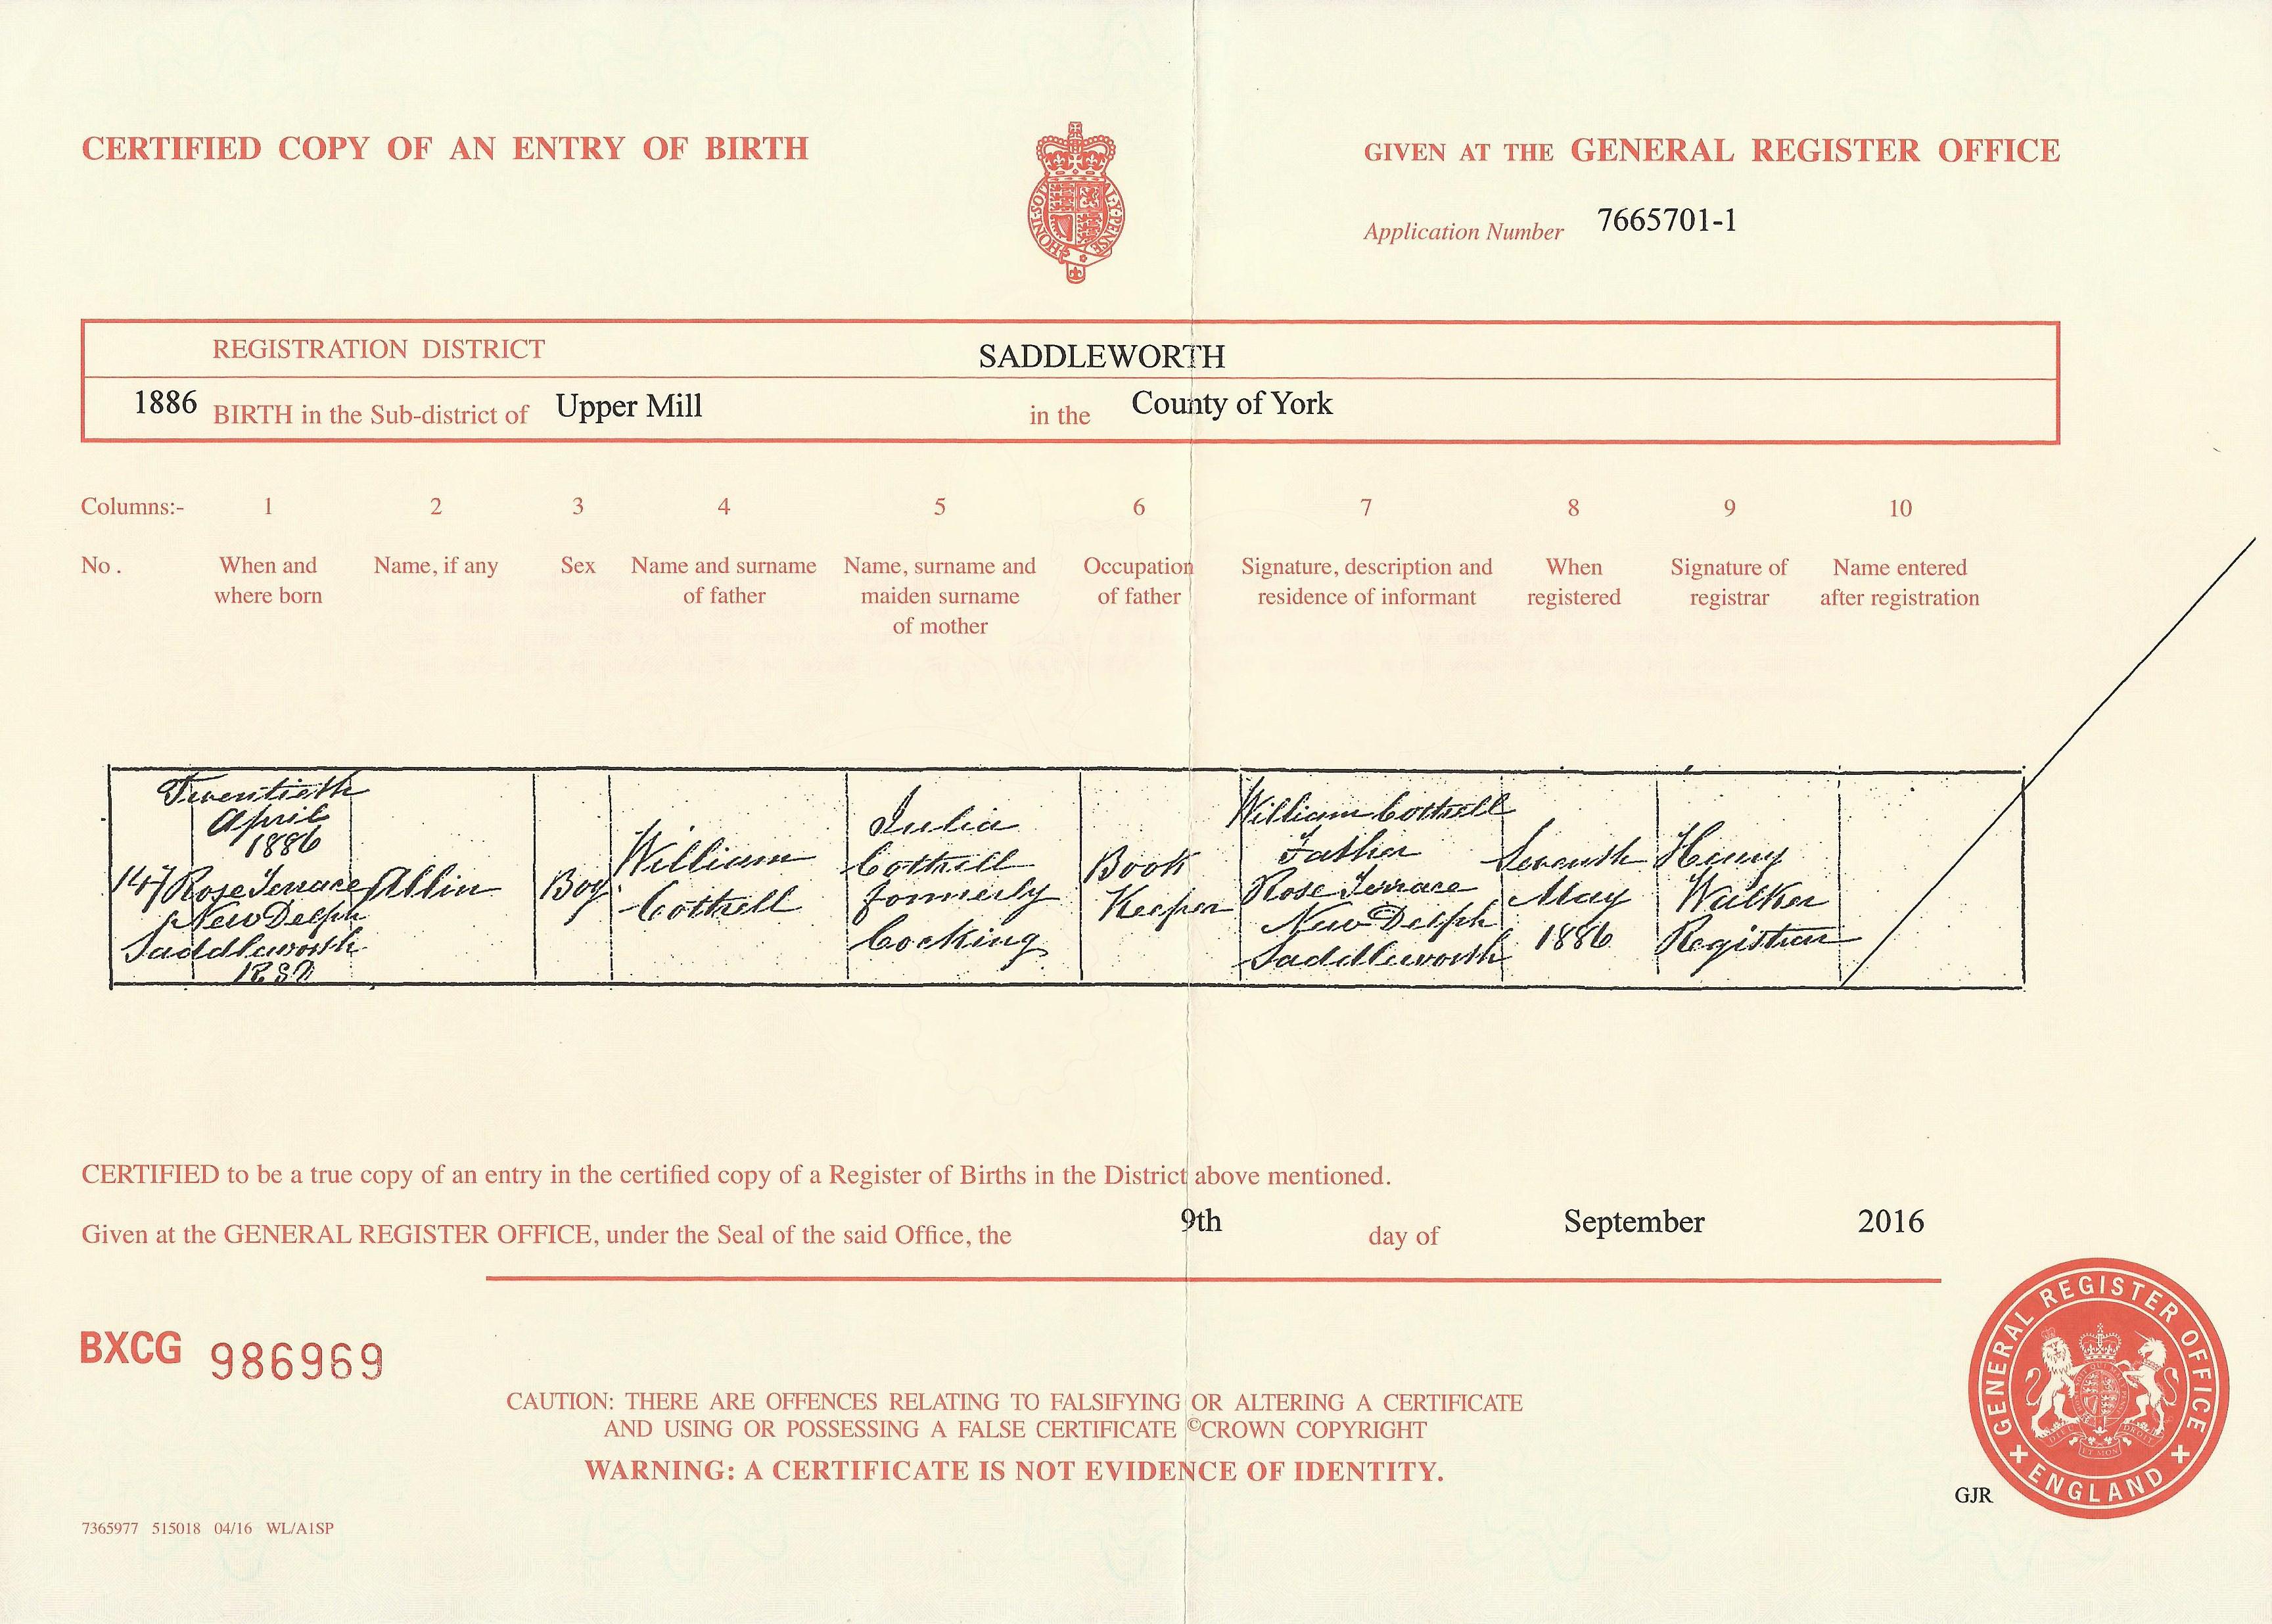 CERTIFIED COPY OF AN ENTRY OF BIRTH
GIVEN AT THE GENERAL REGISTER OFFICE
HONI·SOIT
AL·Y·PENSE
Application Number 7665701-1
REGISTRATION DISTRICT SADDLEWORTH
1886 BIRTH in the Sub-district of Upper Mill in the County of York
Columns:- 1 2 3 4 5 6 7 8 9 10
No. When and where born
Name, if any
Sex
Name and surname of father
Name, surname and maiden surname of mother
Occupation of father
Signature, description and residence of informant
When registered
Signature of registrar
Name entered after registration
147
Twentieth
April
1886
Rose Terrace
New Delph
Saddleworth
RSD
Allin
Boy
William
Cottrell
Julia
Cottrell
formerly
Cocking
Book
Keeper
William Cottrell
Father
Rose Terrace
New Delph
Saddleworth
Seventh
May
1886
Henry
Walker
Registrar
CERTIFIED to be a true copy of an entry in the certified copy of a Register of Births in the District above mentioned.
Given at the GENERAL REGISTER OFFICE, under the Seal of the said Office, the 9th day of September 2016
BXCG 986969
CAUTION: THERE ARE OFFENCES RELATING TO FALSIFYING OR ALTERING A CERTIFICATE
AND USING OR POSSESSING A FALSE CERTIFICATE ©CROWN COPYRIGHT
WARNING: A CERTIFICATE IS NOT EVIDENCE OF IDENTITY.
GENERAL REGISTER OFFICE
ENGLAND
GJR
7365977 515018 04/16 WL/A1SP